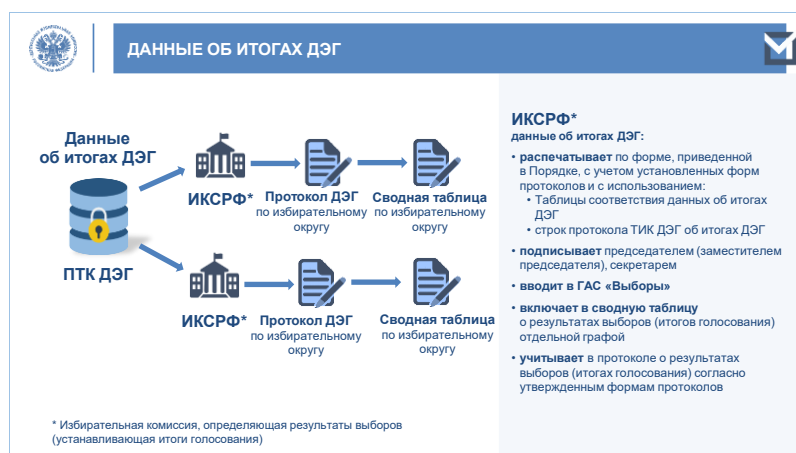 ДАННЫЕ ОБ ИТОГАХ ДЭГ
Данные
об итогах ДЭГ
ПТК ДЭГ
ИКСРФ*
Протокол ДЭГ
по избирательному
округу
Сводная таблица
по избирательному
округу
ИКСРФ*
Протокол ДЭГ
по избирательному
округу
Сводная таблица
по избирательному
округу
* Избирательная комиссия, определяющая результаты выборов
(устанавливающая итоги голосования)
ИКСРФ*
данные об итогах ДЭГ:
• распечатывает по форме, приведенной
в Порядке, с учетом установленных форм
протоколов и с использованием:
• Таблицы соответствия данных об итогах
ДЭГ
• строк протокола ТИК ДЭГ об итогах ДЭГ
• подписывает председателем (заместителем
председателя), секретарем
• вводит в ГАС «Выборы»
• включает в сводную таблицу
о результатах выборов (итогов голосования)
отдельной графой
• учитывает в протоколе о результатах
выборов (итогах голосования) согласно
утвержденным формам протоколов